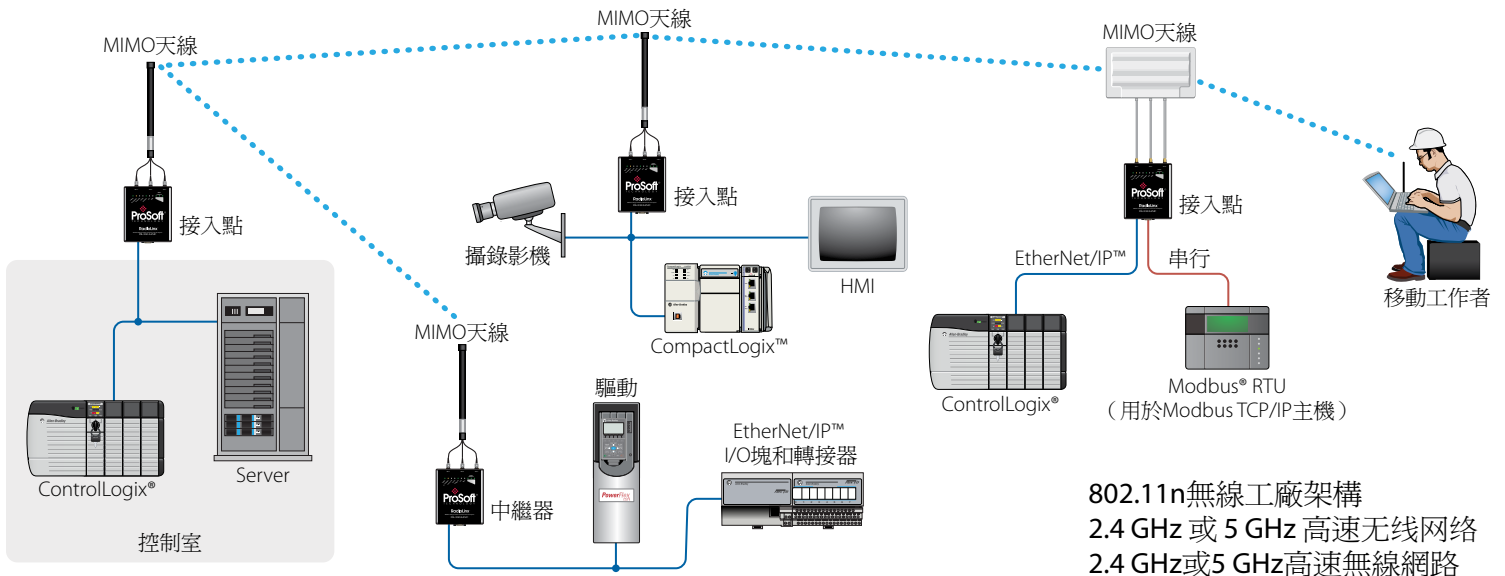 MIMO天線
MIMO天線
MIMO天線
MIMO天線
ProSoft
RadioLinx
接入點
ProSoft
RadioLinx
接入點
ProSoft
RadioLinx
接入點
攝錄影機
HMI
CompactLogix™
EtherNet/IP™
串行
移動工作者
ControlLogix®
Modbus® RTU
（用於Modbus TCP/IP主機）
ControlLogix®
Server
控制室
ProSoft
RadioLinx
中繼器
驅動
PowerFlex
EtherNet/IP™
I/O塊和轉接器
802.11n無線工廠架構
2.4 GHz 或 5 GHz 高速无线网络
2.4 GHz或5 GHz高速無線網路